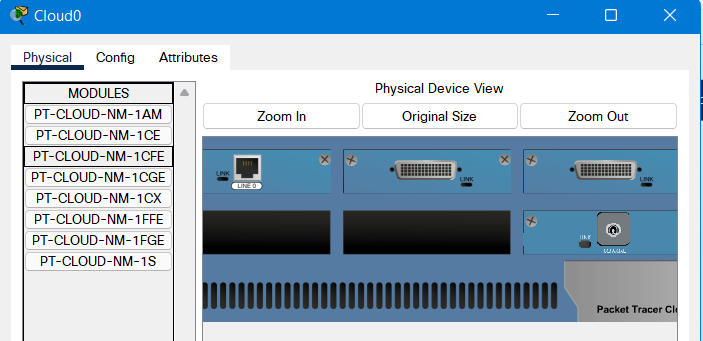 Cloud0
Physical Config Attributes
MODULES
PT-CLOUD-NM-1AM
PT-CLOUD-NM-1CE
PT-CLOUD-NM-1CFE
PT-CLOUD-NM-1CGE
PT-CLOUD-NM-1CX
PT-CLOUD-NM-1FFE
PT-CLOUD-NM-1FGE
PT-CLOUD-NM-1S
Physical Device View
Zoom In Original Size Zoom Out
LINK LINE 0 LINK LINK
LINK COAXIAL
Packet Tracer Clo